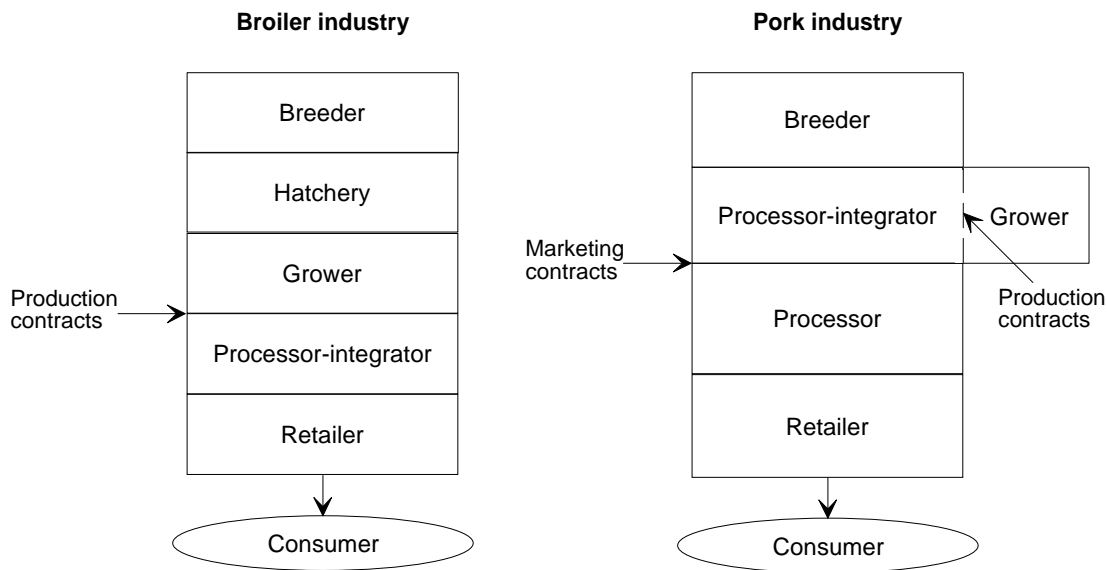 Broiler industry
Breeder
Hatchery
Grower
Production
contracts
Processor-integrator
Retailer
Consumer
Pork industry
Breeder
Processor-integrator
Grower
Marketing
contracts
Production
contracts
Processor
Retailer
Consumer